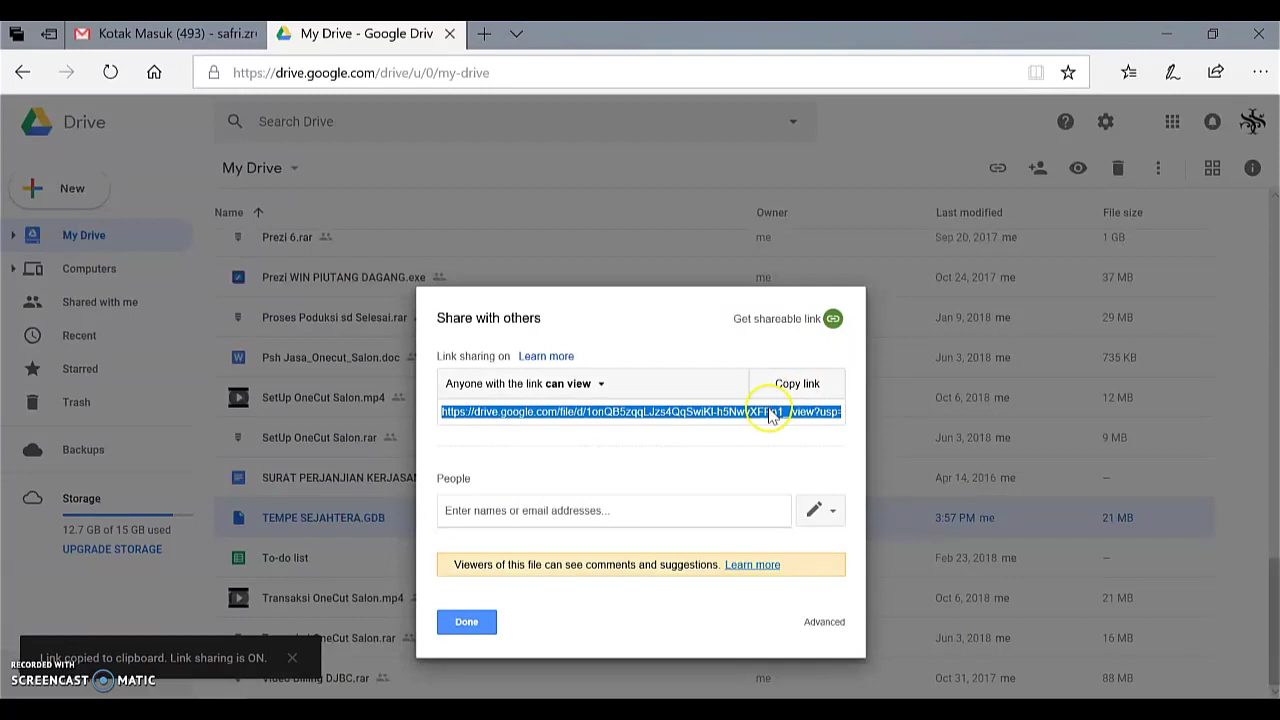 Kotak Masuk (493) - safri.zr
My Drive - Google Driv
https://drive.google.com/drive/u/0/my-drive
Drive
Search Drive
My Drive
New
Name
Owner
Last modified
File size
My Drive
Computers
Shared with me
Recent
Starred
Trash
Backups
Storage
12.7 GB of 15 GB used
UPGRADE STORAGE
Prezi 6.rar
me
Sep 20, 2017 me
1 GB
Prezi WIN PIUTANG DAGANG.exe
me
Oct 24, 2017 me
37 MB
Proses Poduksi sd Selesai.rar
Jan 9, 2018 me
29 MB
Psh Jasa_Onecut_Salon.doc
Jun 3, 2018 me
735 KB
SetUp OneCut Salon.mp4
Oct 6, 2018 me
SetUp OneCut Salon.rar
Jun 3, 2018 me
9 MB
SURAT PERJANJIAN KERJASAN
Apr 14, 2016 me
–
TEMPE SEJAHTERA.GDB
3:57 PM me
21 MB
To-do list
Feb 23, 2018 me
–
Transaksi OneCut Salon.mp4
Oct 6, 2018 me
21 MB
Salon.rar
Jun 3, 2018 me
16 MB
DJBC.rar
me
Oct 31, 2017 me
7 MB
Share with others
Get shareable link
Link sharing on Learn more
Anyone with the link can view
Copy link
People
Enter names or email addresses...
Viewers of this file can see comments and suggestions. Learn more
Done
Advanced
Link copied to clipboard. Link sharing is ON.
RECORDED WITH
SCREENCAST MATIC